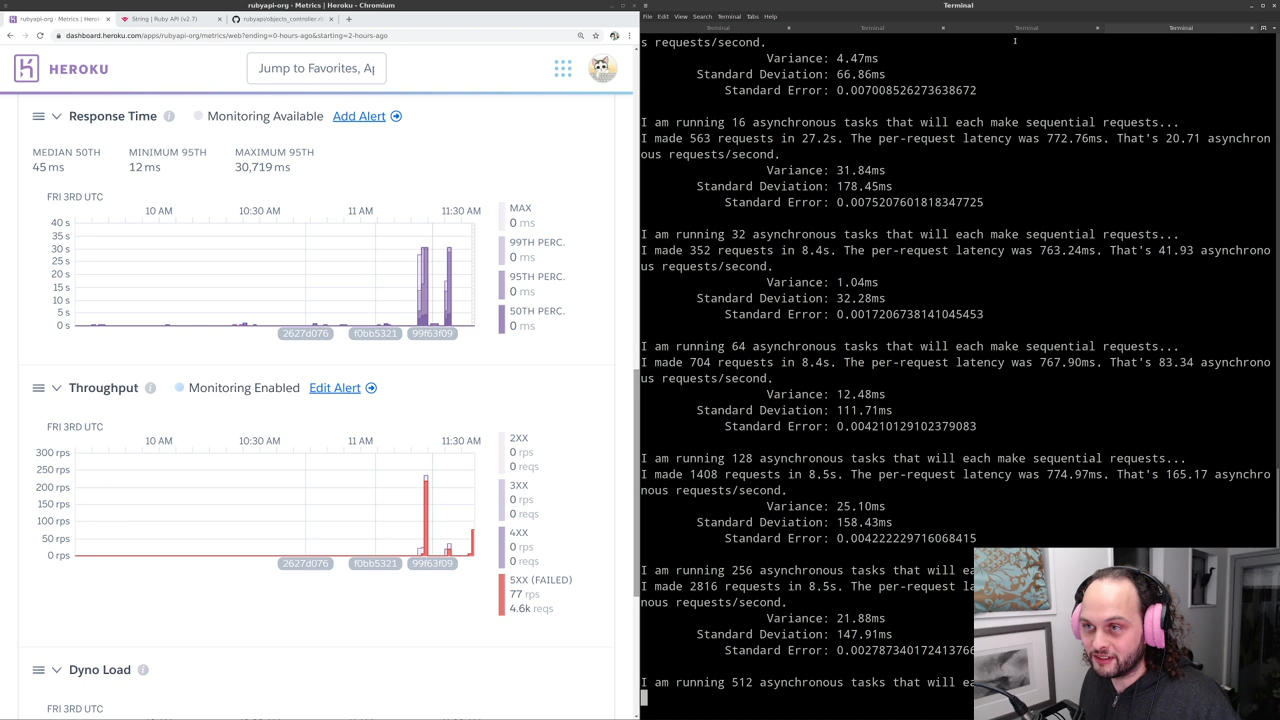 rubyapi-org - Metrics | Heroku - Chromium
rubyapi-org - Metrics | Heroku
String | Ruby API (v2.7)
rubyapi/objects_controller.rb
dashboard.heroku.com/apps/rubyapi-org/metrics/web?ending=0-hours-ago&starting=2-hours-ago
HEROKU
Jump to Favorites, Ap
Response Time
Monitoring Available
Add Alert
MEDIAN 50TH
MINIMUM 95TH
MAXIMUM 95TH
45 ms
12 ms
30,719 ms
FRI 3RD UTC
10 AM
10:30 AM
11 AM
11:30 AM
40 s
35 s
30 s
25 s
20 s
15 s
10 s
5 s
0 s
2627d076
f0bb5321
99f63f09
MAX
0 ms
99TH PERC.
0 ms
95TH PERC.
0 ms
50TH PERC.
0 ms
Throughput
Monitoring Enabled
Edit Alert
FRI 3RD UTC
10 AM
10:30 AM
11 AM
11:30 AM
300 rps
250 rps
200 rps
150 rps
100 rps
50 rps
0 rps
2627d076
f0bb5321
99f63f09
2XX
0 rps
0 reqs
3XX
0 rps
0 reqs
4XX
0 rps
0 reqs
5XX (FAILED)
77 rps
4.6k reqs
Dyno Load
FRI 3RD UTC
Terminal
File Edit View Search Terminal Tabs Help
Terminal
Terminal
Terminal
Terminal
s requests/second.
Variance: 4.47ms
Standard Deviation: 66.86ms
Standard Error: 0.007008526273638672
I am running 16 asynchronous tasks that will each make sequential requests...
I made 563 requests in 27.2s. The per-request latency was 772.76ms. That's 20.71 asynchron
ous requests/second.
Variance: 31.84ms
Standard Deviation: 178.45ms
Standard Error: 0.0075207601818347725
I am running 32 asynchronous tasks that will each make sequential requests...
I made 352 requests in 8.4s. The per-request latency was 763.24ms. That's 41.93 asynchrono
us requests/second.
Variance: 1.04ms
Standard Deviation: 32.28ms
Standard Error: 0.0017206738141045453
I am running 64 asynchronous tasks that will each make sequential requests...
I made 704 requests in 8.4s. The per-request latency was 767.90ms. That's 83.34 asynchrono
us requests/second.
Variance: 12.48ms
Standard Deviation: 111.71ms
Standard Error: 0.004210129102379083
I am running 128 asynchronous tasks that will each make sequential requests...
I made 1408 requests in 8.5s. The per-request latency was 774.97ms. That's 165.17 asynchro
nous requests/second.
Variance: 25.10ms
Standard Deviation: 158.43ms
Standard Error: 0.004222229716068415
I am running 256 asynchronous tasks that will ea
I made 2816 requests in 8.5s. The per-request la
nous requests/second.
Variance: 21.88ms
Standard Deviation: 147.91ms
Standard Error: 0.002787340172413766
I am running 512 asynchronous tasks that will ea